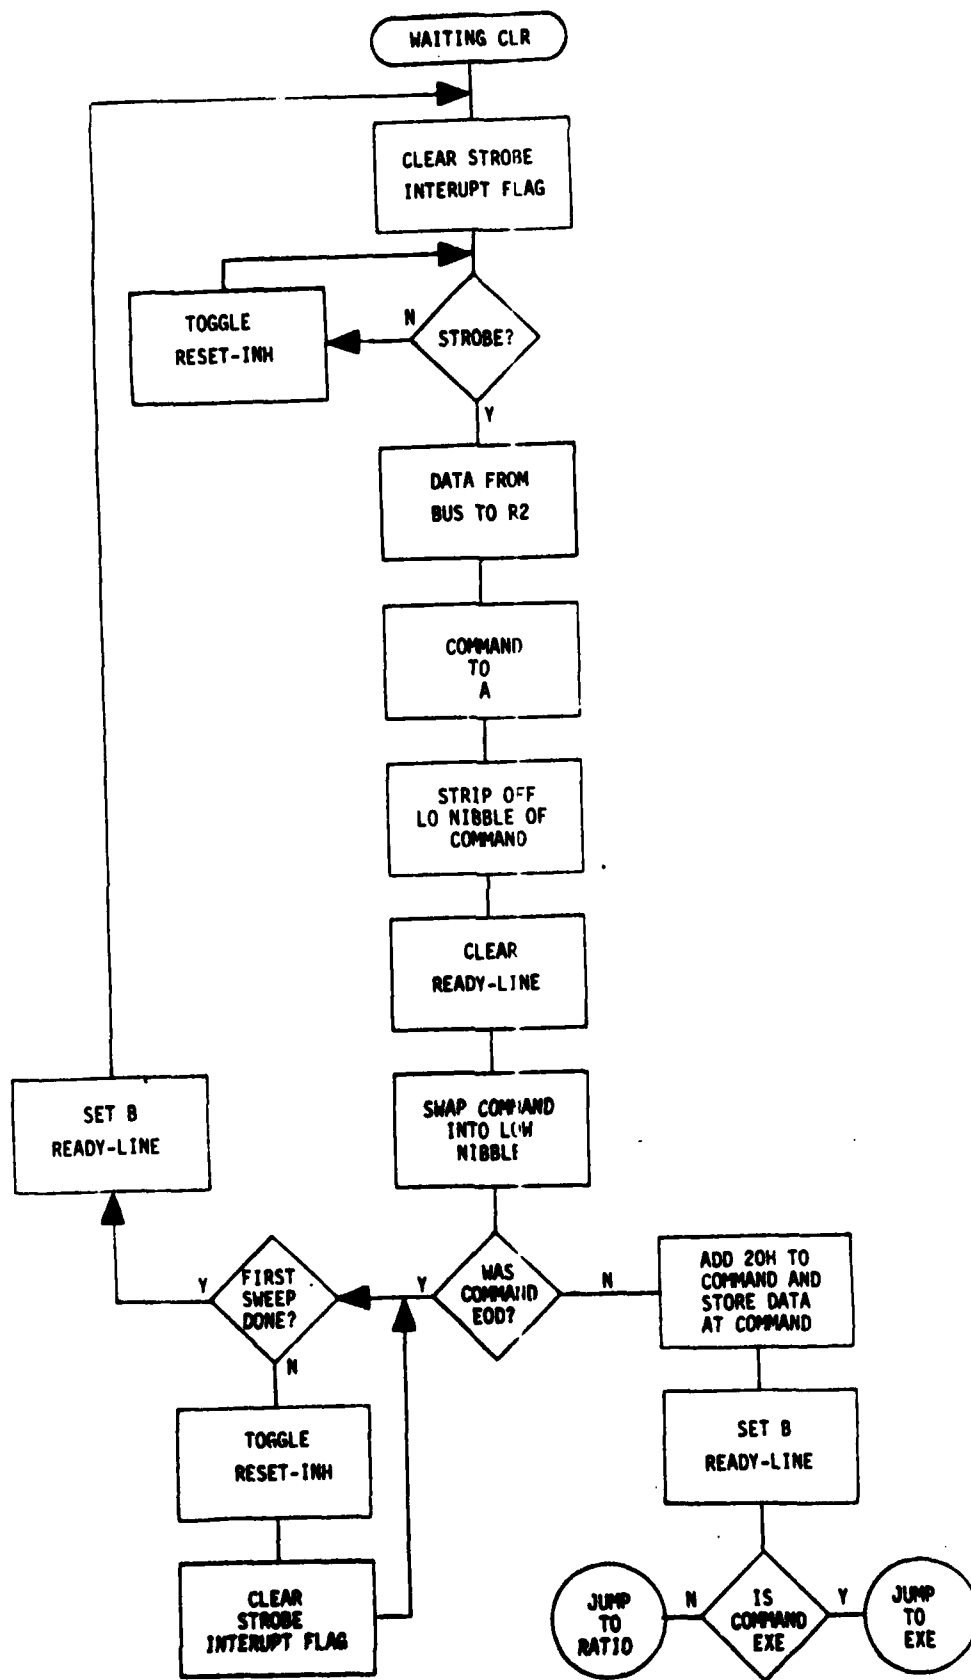 WAITING CLR
CLEAR STROBE
INTERUPT FLAG
TOGGLE
RESET-INH
N
STROBE?
Y
DATA FROM
BUS TO R2
COMMAND
TO
A
STRIP OFF
LO NIBBLE OF
COMMAND
CLEAR
READY-LINE
SET B
READY-LINE
SWAP COMMAND
INTO LOW
NIBBLE
Y
FIRST
SWEEP
DONE?
N
Y
WAS
COMMAND
EOD?
N
ADD 20H TO
COMMAND AND
STORE DATA
AT COMMAND
TOGGLE
RESET-INH
SET B
READY-LINE
CLEAR
STROBE
INTERUPT FLAG
JUMP
TO
RATIO
N
IS
COMMAND
EXE
Y
JUMP
TO
EXE